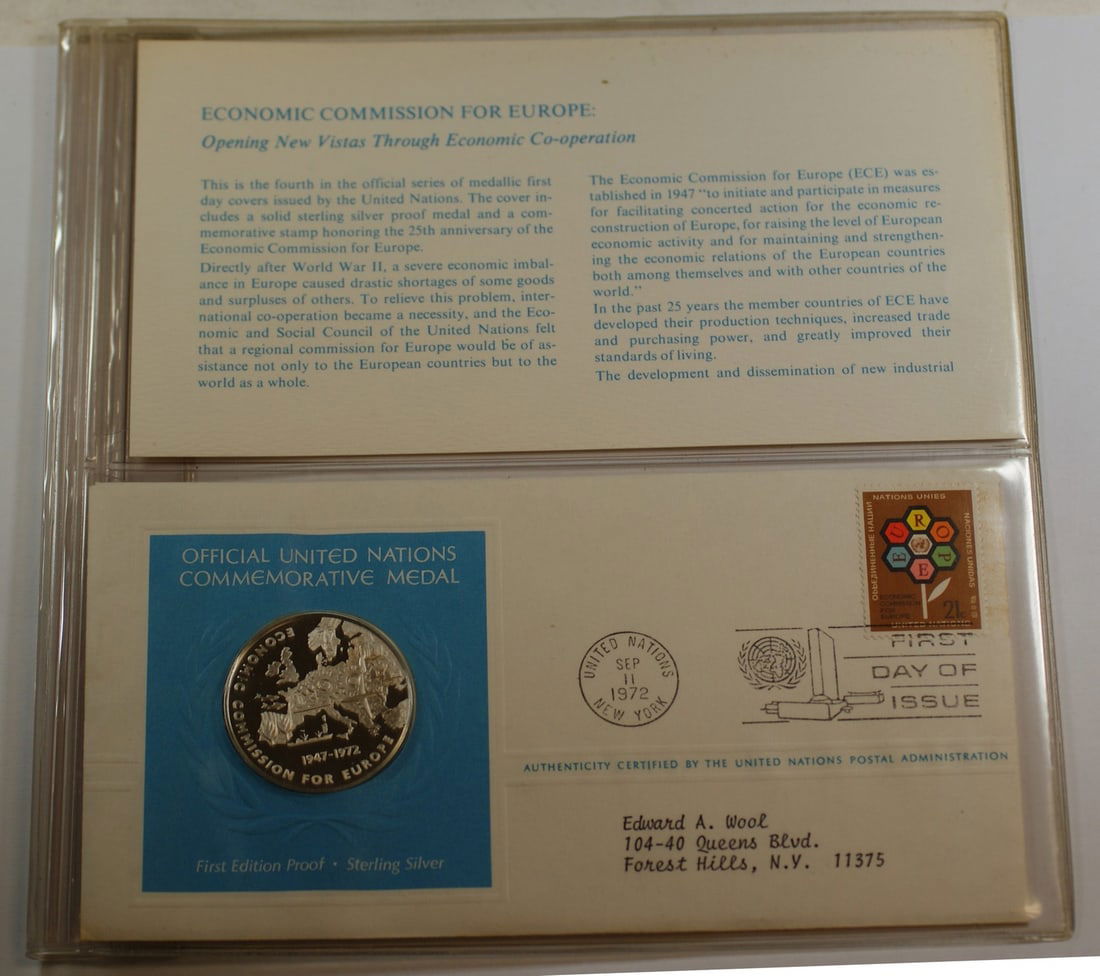 ECONOMIC COMMISSION FOR EUROPE:
Opening New Vistas Through Economic Co-operation
This is the fourth in the official series of medallic first
day covers issued by the United Nations. The cover in-
cludes a solid sterling silver proof medal and a com-
memorative stamp honoring the 25th anniversary of the
Economic Commission for Europe.
Directly after World War II, a severe economic imbal-
ance in Europe caused drastic shortages of some goods
and surpluses of others. To relieve this problem, inter-
national co-operation became a necessity, and the Eco-
nomic and Social Council of the United Nations felt
that a regional commission for Europe would be of as-
sistance not only to the European countries but to the
world as a whole.
The Economic Commission for Europe (ECE) was es-
tablished in 1947 "to initiate and participate in measures
for facilitating concerted action for the economic re-
construction of Europe, for raising the level of European
economic activity and for maintaining and strengthen-
ing the economic relations of the European countries
both among themselves and with other countries of the
world."
In the past 25 years the member countries of ECE have
developed their production techniques, increased trade
and purchasing power, and greatly improved their
standards of living.
The development and dissemination of new industrial
OFFICIAL UNITED NATIONS
COMMEMORATIVE MEDAL
ECONOMIC COMMISSION FOR EUROPE
1947-1972
First Edition Proof • Sterling Silver
NATIONS UNIES
ОБЪЕДИНЕННЫЕ НАЦИИ
NACIONES UNIDAS
EUROPE
ECONOMIC
COMMISSION
FOR
EUROPE
21c
UNITED NATIONS
UNITED NATIONS
SEP
11
1972
NEW YORK
FIRST
DAY OF
ISSUE
AUTHENTICITY CERTIFIED BY THE UNITED NATIONS POSTAL ADMINISTRATION
Edward A. Wool
104-40 Queens Blvd.
Forest Hills, N.Y. 11375